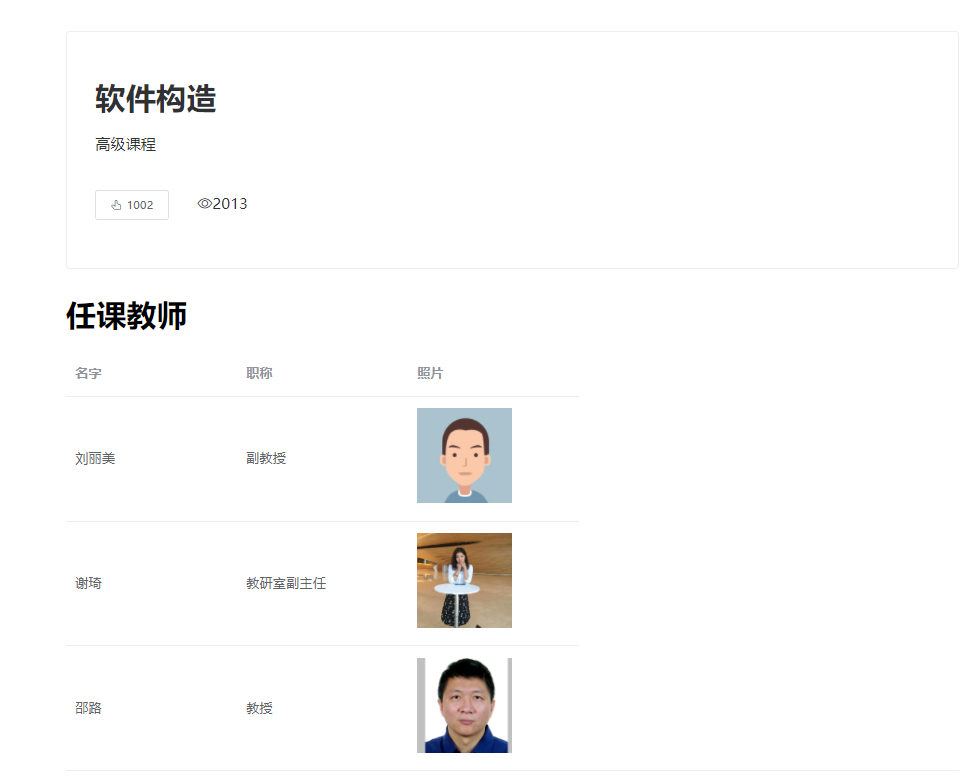 软件构造
高级课程
1002 2013
任课教师
名字 职称 照片
刘丽美 副教授
谢琦 教研室副主任
邵路 教授